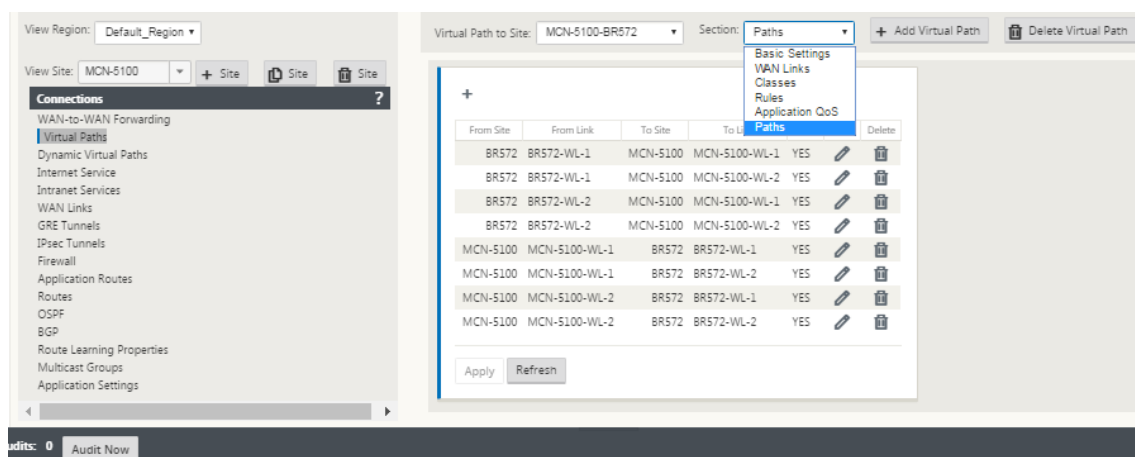 View Region: Default_Region
Virtual Path to Site: MCN-5100-BR572 Section: Paths + Add Virtual Path Delete Virtual Path
Basic Settings
WAN Links
Classes
Rules
Application QoS
Paths
View Site: MCN-5100 + Site Site Site
Connections ?
WAN-to-WAN Forwarding
Virtual Paths
Dynamic Virtual Paths
Internet Service
Intranet Services
WAN Links
GRE Tunnels
IPsec Tunnels
Firewall
Application Routes
Routes
OSPF
BGP
Route Learning Properties
Multicast Groups
Application Settings
+
From Site From Link To Site To Li Delete
BR572 BR572-WL-1 MCN-5100 MCN-5100-WL-1 YES
BR572 BR572-WL-1 MCN-5100 MCN-5100-WL-2 YES
BR572 BR572-WL-2 MCN-5100 MCN-5100-WL-1 YES
BR572 BR572-WL-2 MCN-5100 MCN-5100-WL-2 YES
MCN-5100 MCN-5100-WL-1 BR572 BR572-WL-1 YES
MCN-5100 MCN-5100-WL-1 BR572 BR572-WL-2 YES
MCN-5100 MCN-5100-WL-2 BR572 BR572-WL-1 YES
MCN-5100 MCN-5100-WL-2 BR572 BR572-WL-2 YES
Apply Refresh
udits: 0 Audit Now